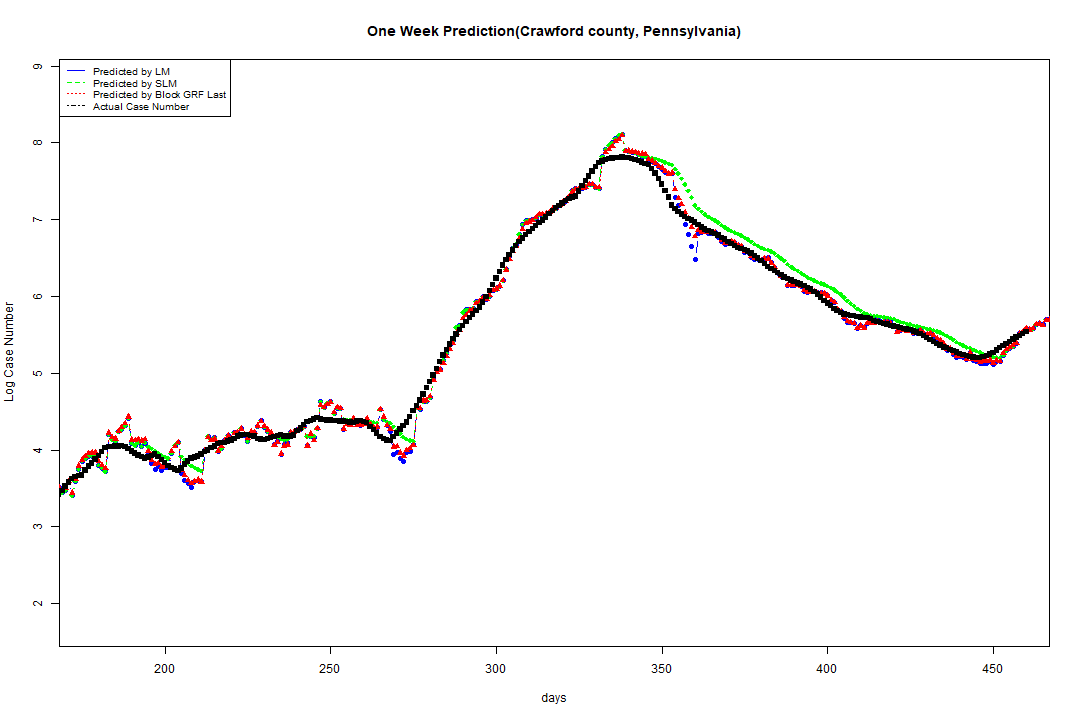 One Week Prediction(Crawford county, Pennsylvania)
Predicted by LM
Predicted by SLM
Predicted by Block GRF Last
Actual Case Number
9
8
7
6
5
4
3
2
Log Case Number
200 250 300 350 400 450
days